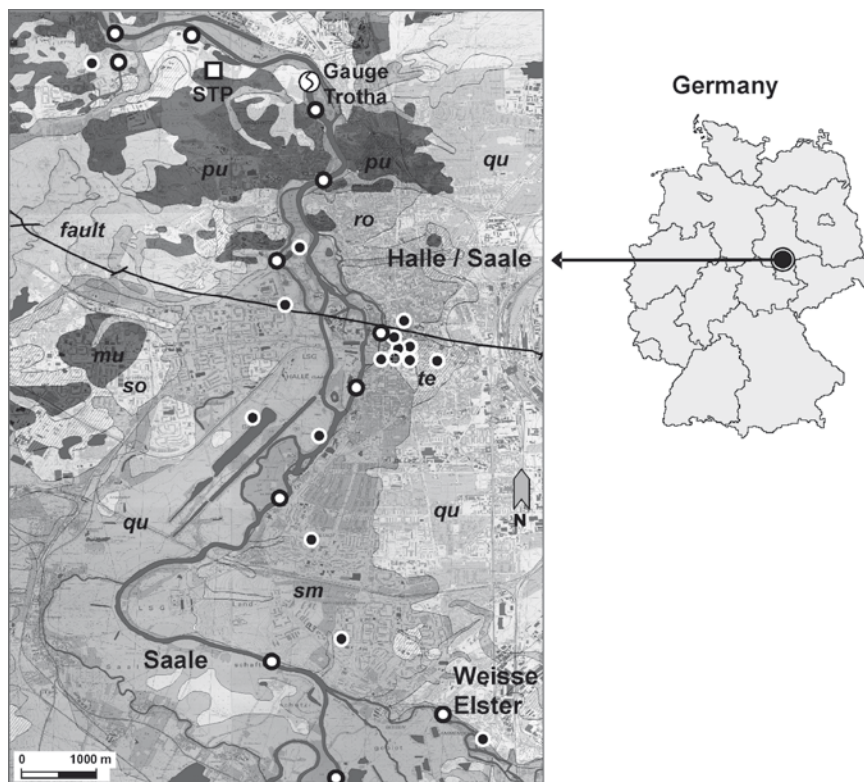 Germany
Gauge
Trotha
STP
pu
pu
qu
ro
fault
Halle / Saale
mu
so
te
qu
qu
N
sm
Saale
Weisse
Elster
0 1000 m